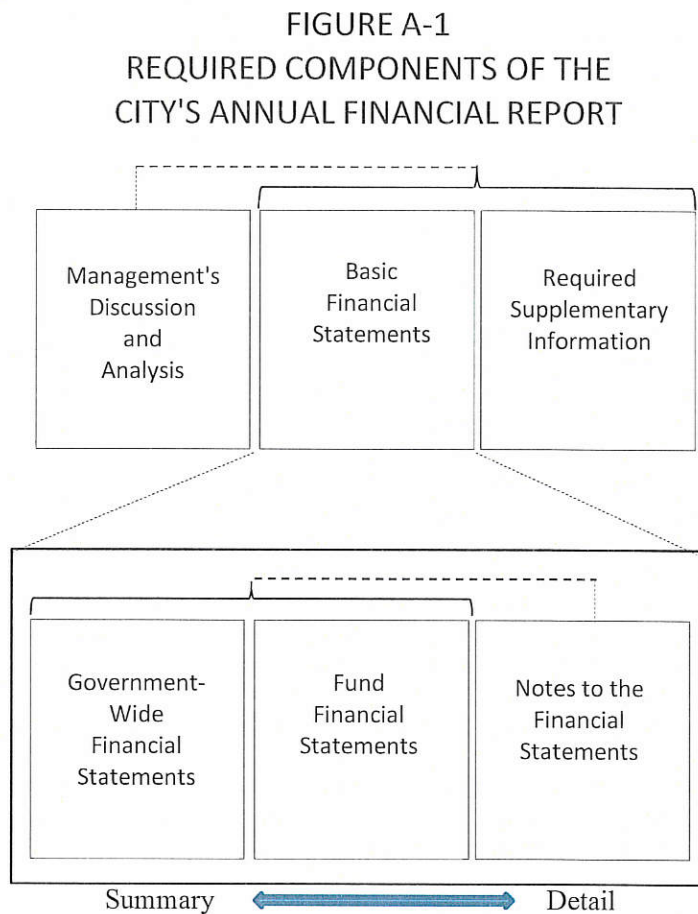 FIGURE A-1
REQUIRED COMPONENTS OF THE
CITY'S ANNUAL FINANCIAL REPORT
Management's
Discussion
and
Analysis
Basic
Financial
Statements
Required
Supplementary
Information
Government-
Wide
Financial
Statements
Fund
Financial
Statements
Notes to the
Financial
Statements
Summary
Detail